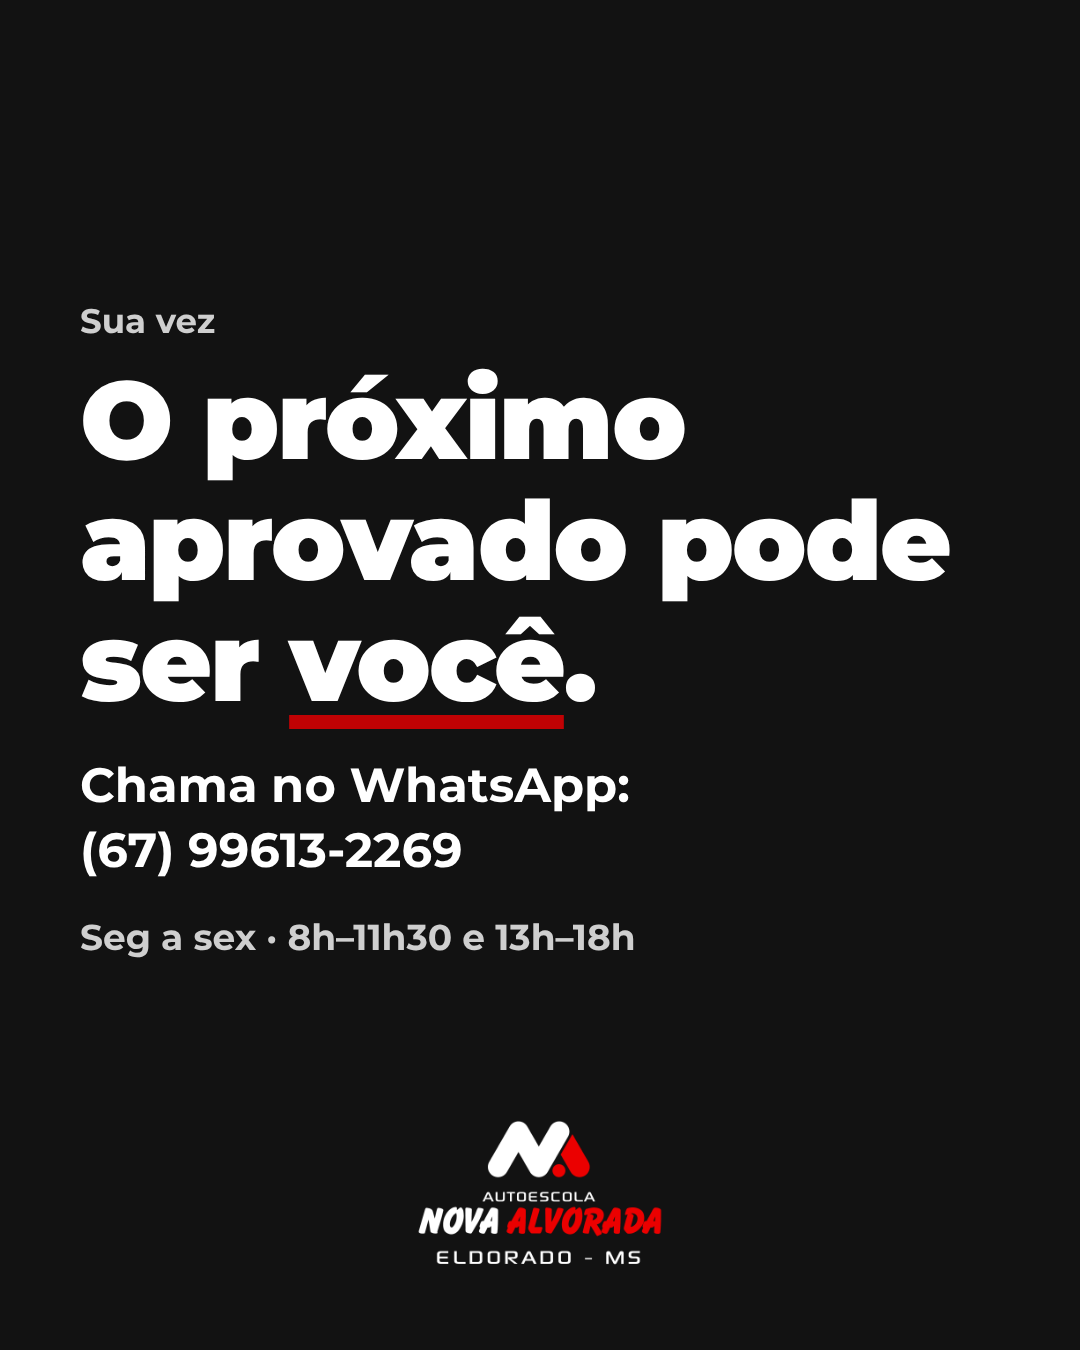 Sua vez
O próximo
aprovado pode
ser você.
Chama no WhatsApp:
(67) 99613-2269
Seg a sex · 8h–11h30 e 13h–18h
AUTOESCOLA
NOVA ALVORADA
ELDORADO - MS